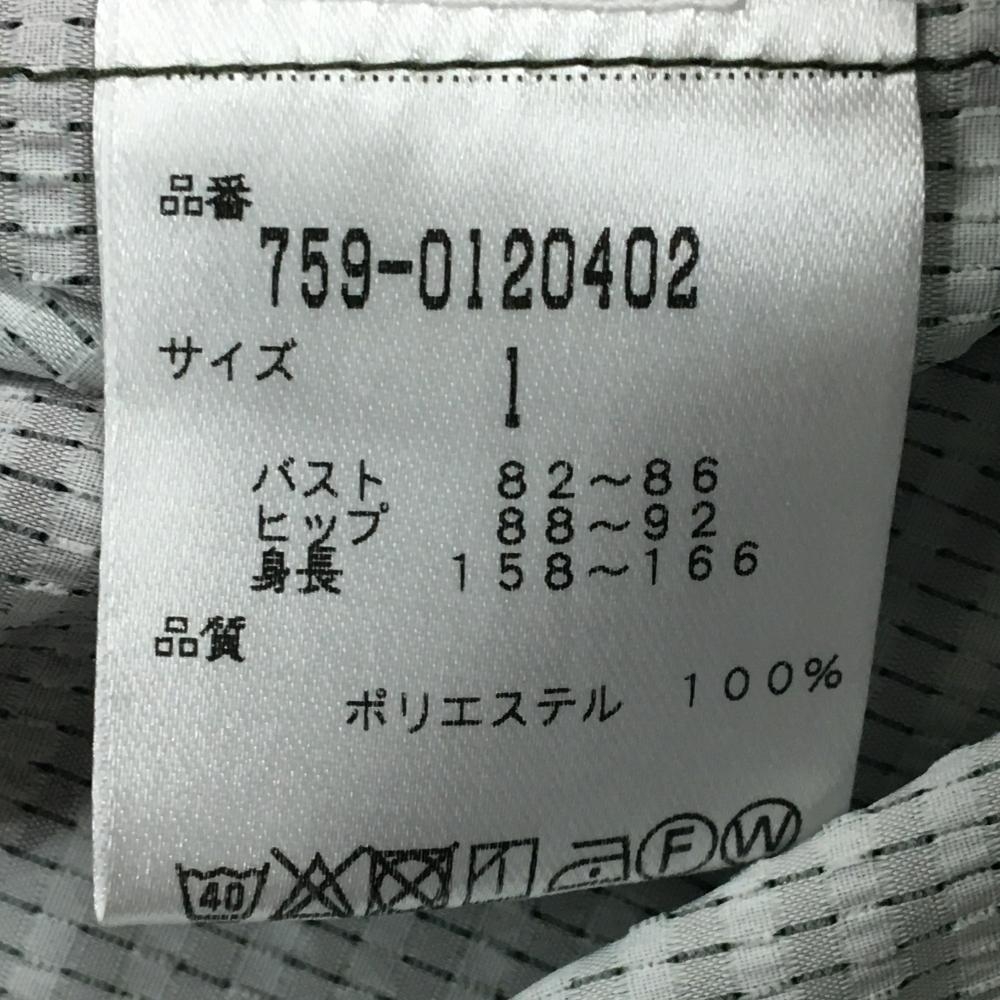 品番
759-0120402
サイズ 1
バスト 82～86
ヒップ 88～92
身長 158～166
品質
ポリエステル 100%
40 F W